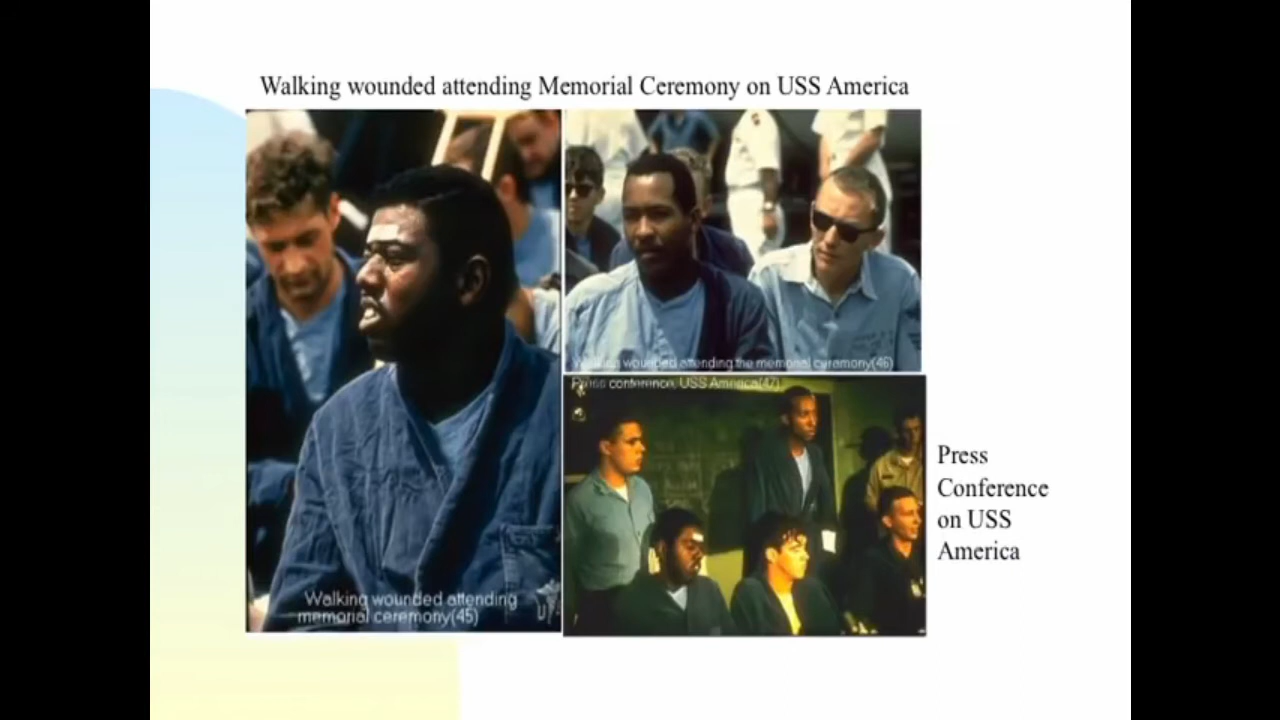 Walking wounded attending Memorial Ceremony on USS America
Walking wounded attending the memorial ceremony(46)
Press conference, USS America(47)
Press
Conference
on USS
America
Walking wounded attending
memorial ceremony(45)